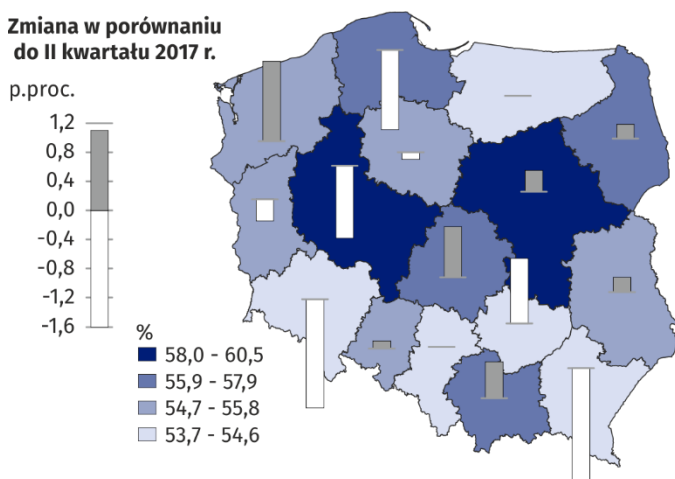 Zmiana w porównaniu
do II kwartału 2017 r.
p.proc.
1,2
0,8
0,4
0,0
-0,4
-0,8
-1,2
-1,6
%
58,0 - 60,5
55,9 - 57,9
54,7 - 55,8
53,7 - 54,6